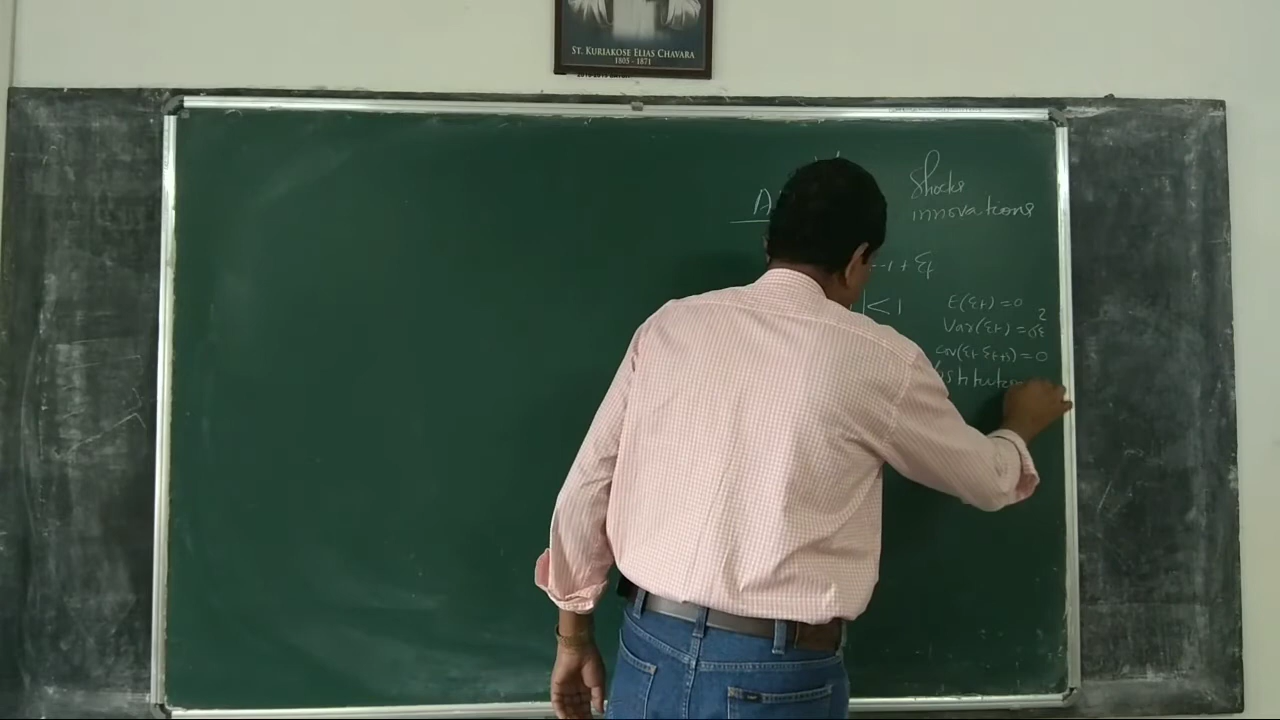 ST. KURIAKOSE ELIAS CHAVARA
1805 - 1871
A
Shocks
innovations
-1 + εt
| < 1
E(εt) = 0
Var(εt) = σε²
cov(εt εt+s) = 0